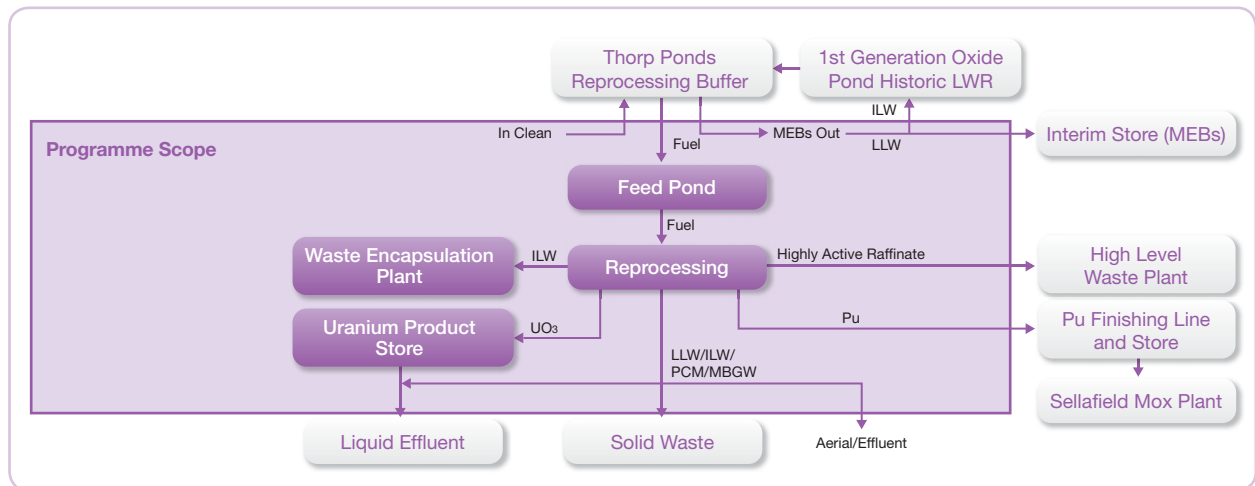 Thorp Ponds
Reprocessing Buffer
1st Generation Oxide
Pond Historic LWR
ILW
In Clean
MEBs Out
LLW
Interim Store (MEBs)
Programme Scope
Fuel
Feed Pond
Fuel
Waste Encapsulation
Plant
ILW
Reprocessing
Highly Active Raffinate
High Level
Waste Plant
Uranium Product
Store
UO3
Pu
Pu Finishing Line
and Store
LLW/ILW/
PCM/MBGW
Sellafield Mox Plant
Liquid Effluent
Solid Waste
Aerial/Effluent